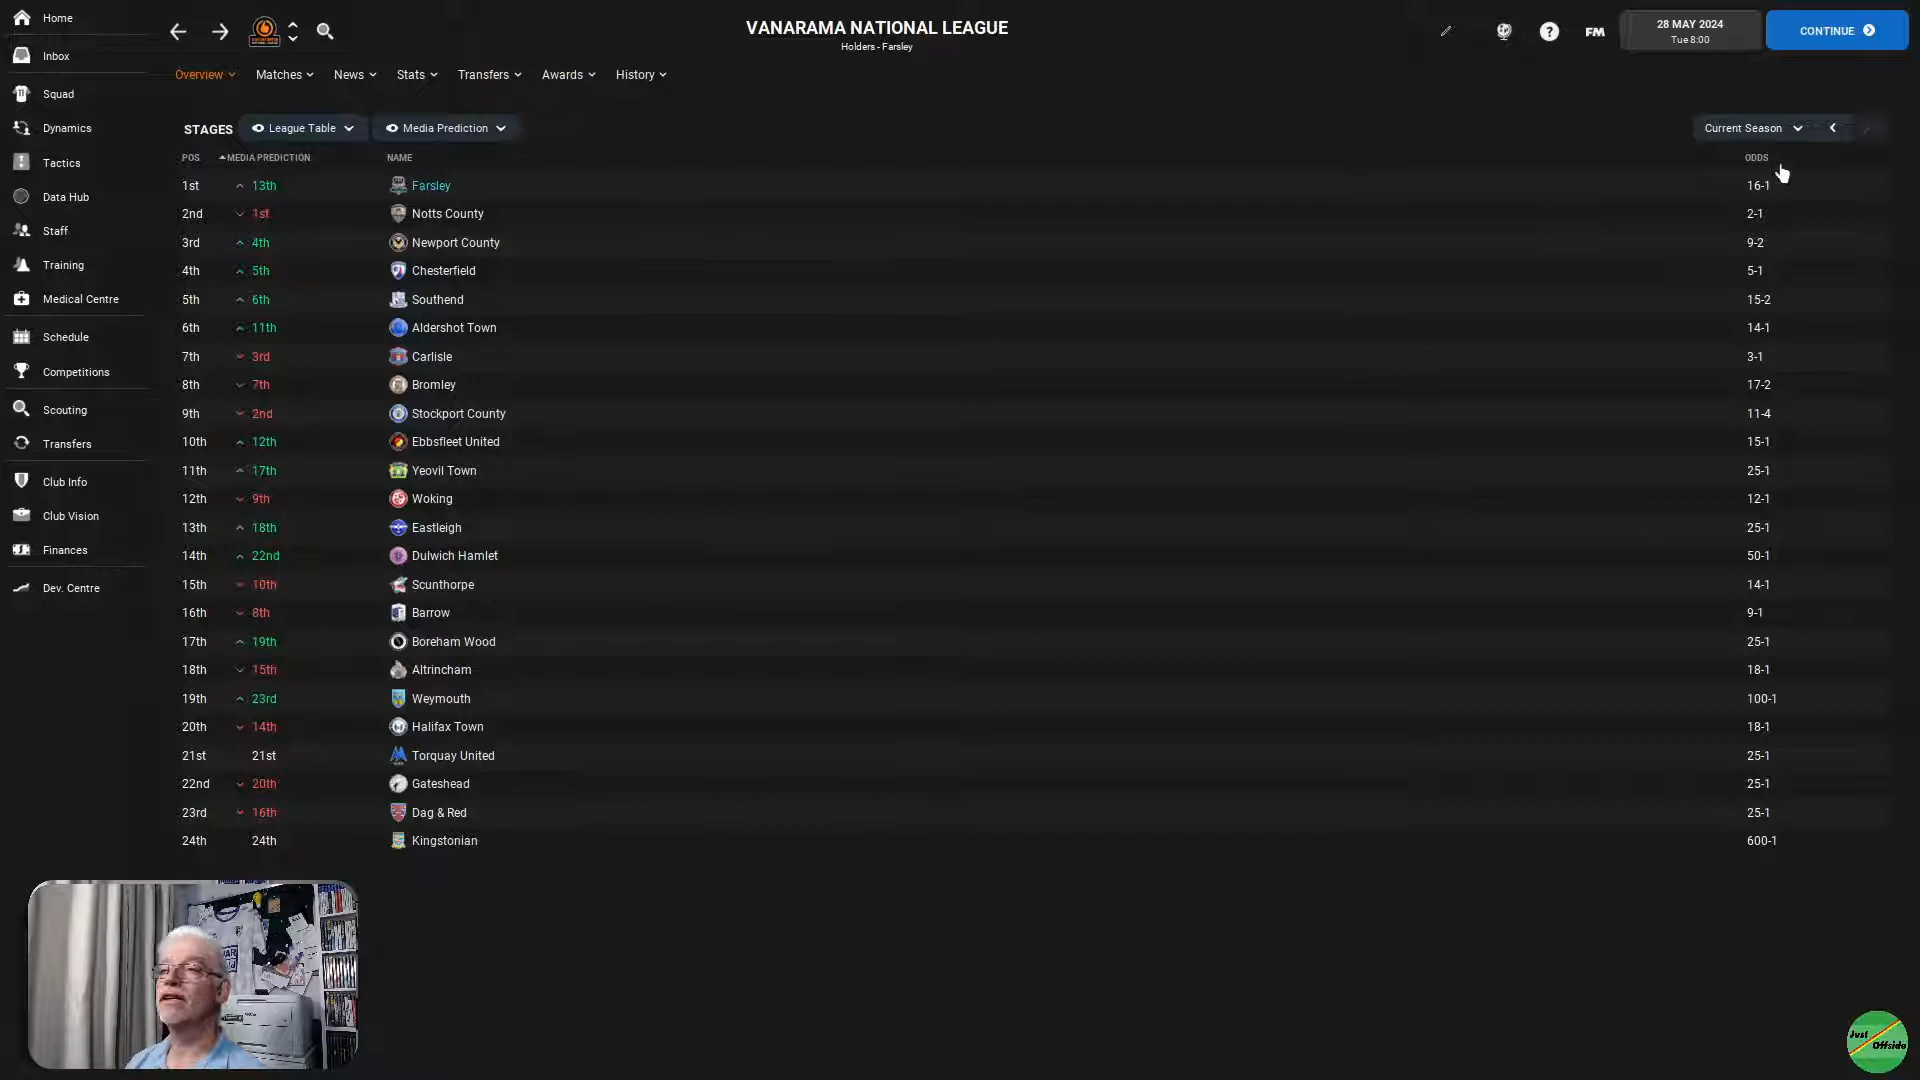 Home
Inbox
Squad
Dynamics
Tactics
Data Hub
Staff
Training
Medical Centre
Schedule
Competitions
Scouting
Transfers
Club Info
Club Vision
Finances
Dev. Centre
VANARAMA NATIONAL LEAGUE
Holders - Farsley
FM
28 MAY 2024
Tue 8:00
CONTINUE
Overview Matches News Stats Transfers Awards History
STAGES League Table Media Prediction Current Season
POS MEDIA PREDICTION NAME ODDS
1st 13th Farsley 16-1
2nd 1st Notts County 2-1
3rd 4th Newport County 9-2
4th 5th Chesterfield 5-1
5th 6th Southend 15-2
6th 11th Aldershot Town 14-1
7th 3rd Carlisle 3-1
8th 7th Bromley 17-2
9th 2nd Stockport County 11-4
10th 12th Ebbsfleet United 15-1
11th 17th Yeovil Town 25-1
12th 9th Woking 12-1
13th 18th Eastleigh 25-1
14th 22nd Dulwich Hamlet 50-1
15th 10th Scunthorpe 14-1
16th 8th Barrow 9-1
17th 19th Boreham Wood 25-1
18th 15th Altrincham 18-1
19th 23rd Weymouth 100-1
20th 14th Halifax Town 18-1
21st 21st Torquay United 25-1
22nd 20th Gateshead 25-1
23rd 16th Dag & Red 25-1
24th 24th Kingstonian 600-1
Just
Offside